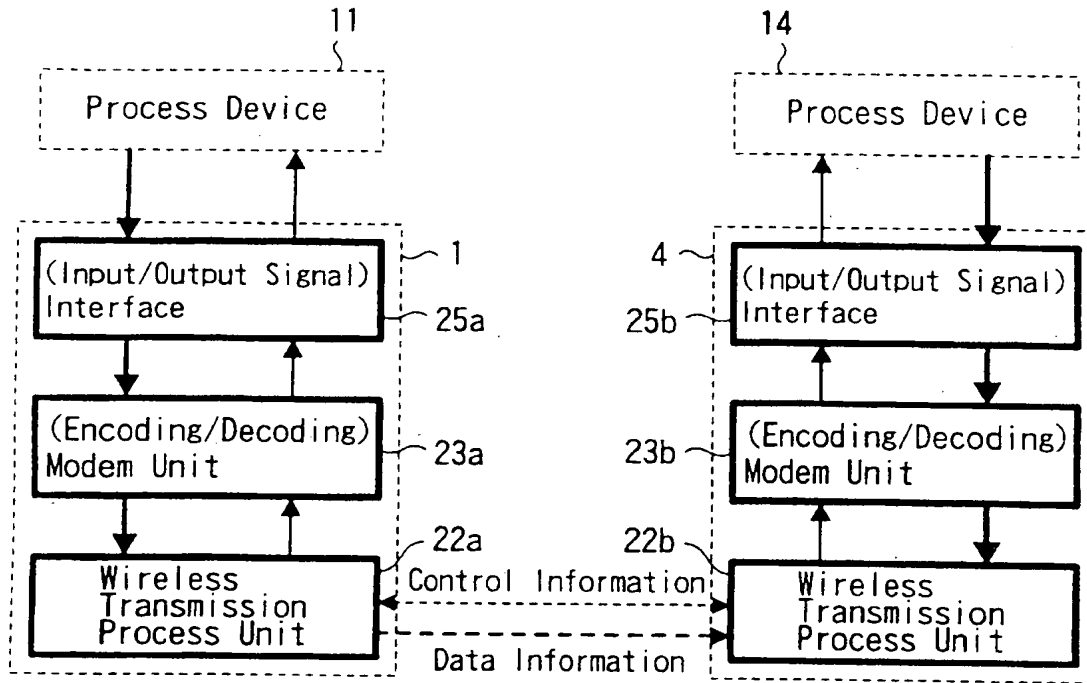 11
Process Device
1
(Input/Output Signal)
Interface
25a
(Encoding/Decoding)
Modem Unit
23a
22a
Wireless
Transmission
Process Unit
Control Information
Data Information
14
Process Device
4
(Input/Output Signal)
Interface
25b
(Encoding/Decoding)
Modem Unit
23b
22b
Wireless
Transmission
Process Unit